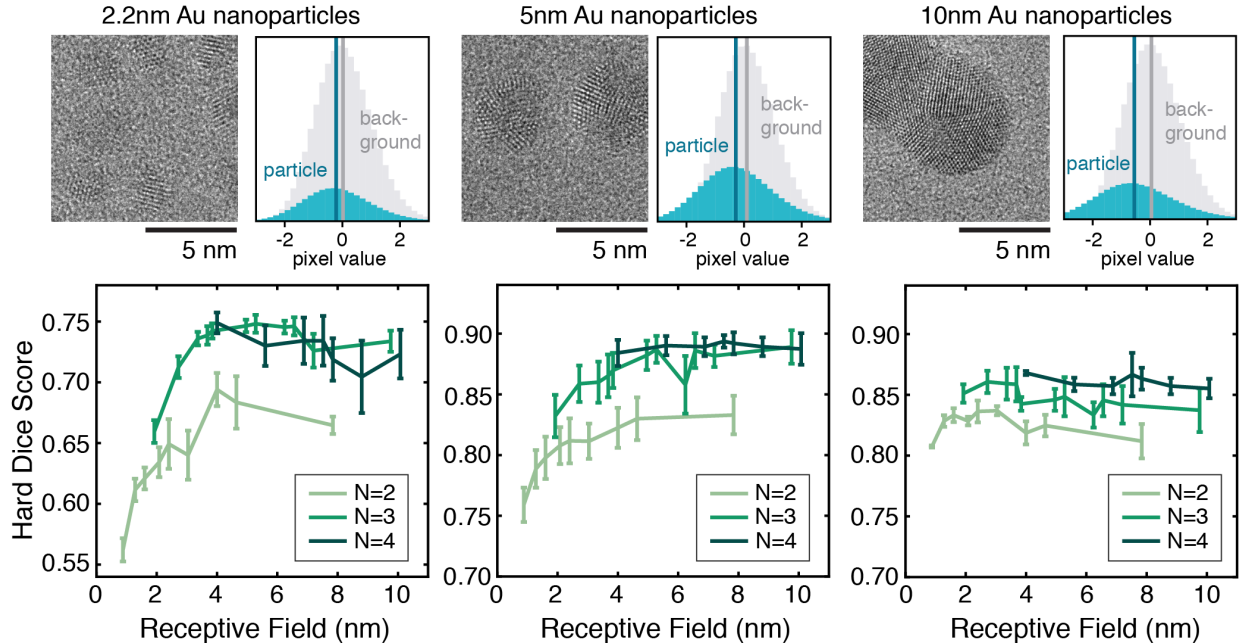 2.2nm Au nanoparticles
5 nm
particle
back-
ground
-2
0
2
pixel value
5nm Au nanoparticles
5 nm
particle
back-
ground
-2
0
2
pixel value
10nm Au nanoparticles
5 nm
particle
back-
ground
-2
0
2
pixel value
Hard Dice Score
0.75
0.70
0.65
0.60
0.55
0
2
4
6
8
10
Receptive Field (nm)
N=2
N=3
N=4
0.90
0.85
0.80
0.75
0.70
0
2
4
6
8
10
Receptive Field (nm)
N=2
N=3
N=4
0.90
0.85
0.80
0.75
0.70
0
2
4
6
8
10
Receptive Field (nm)
N=2
N=3
N=4